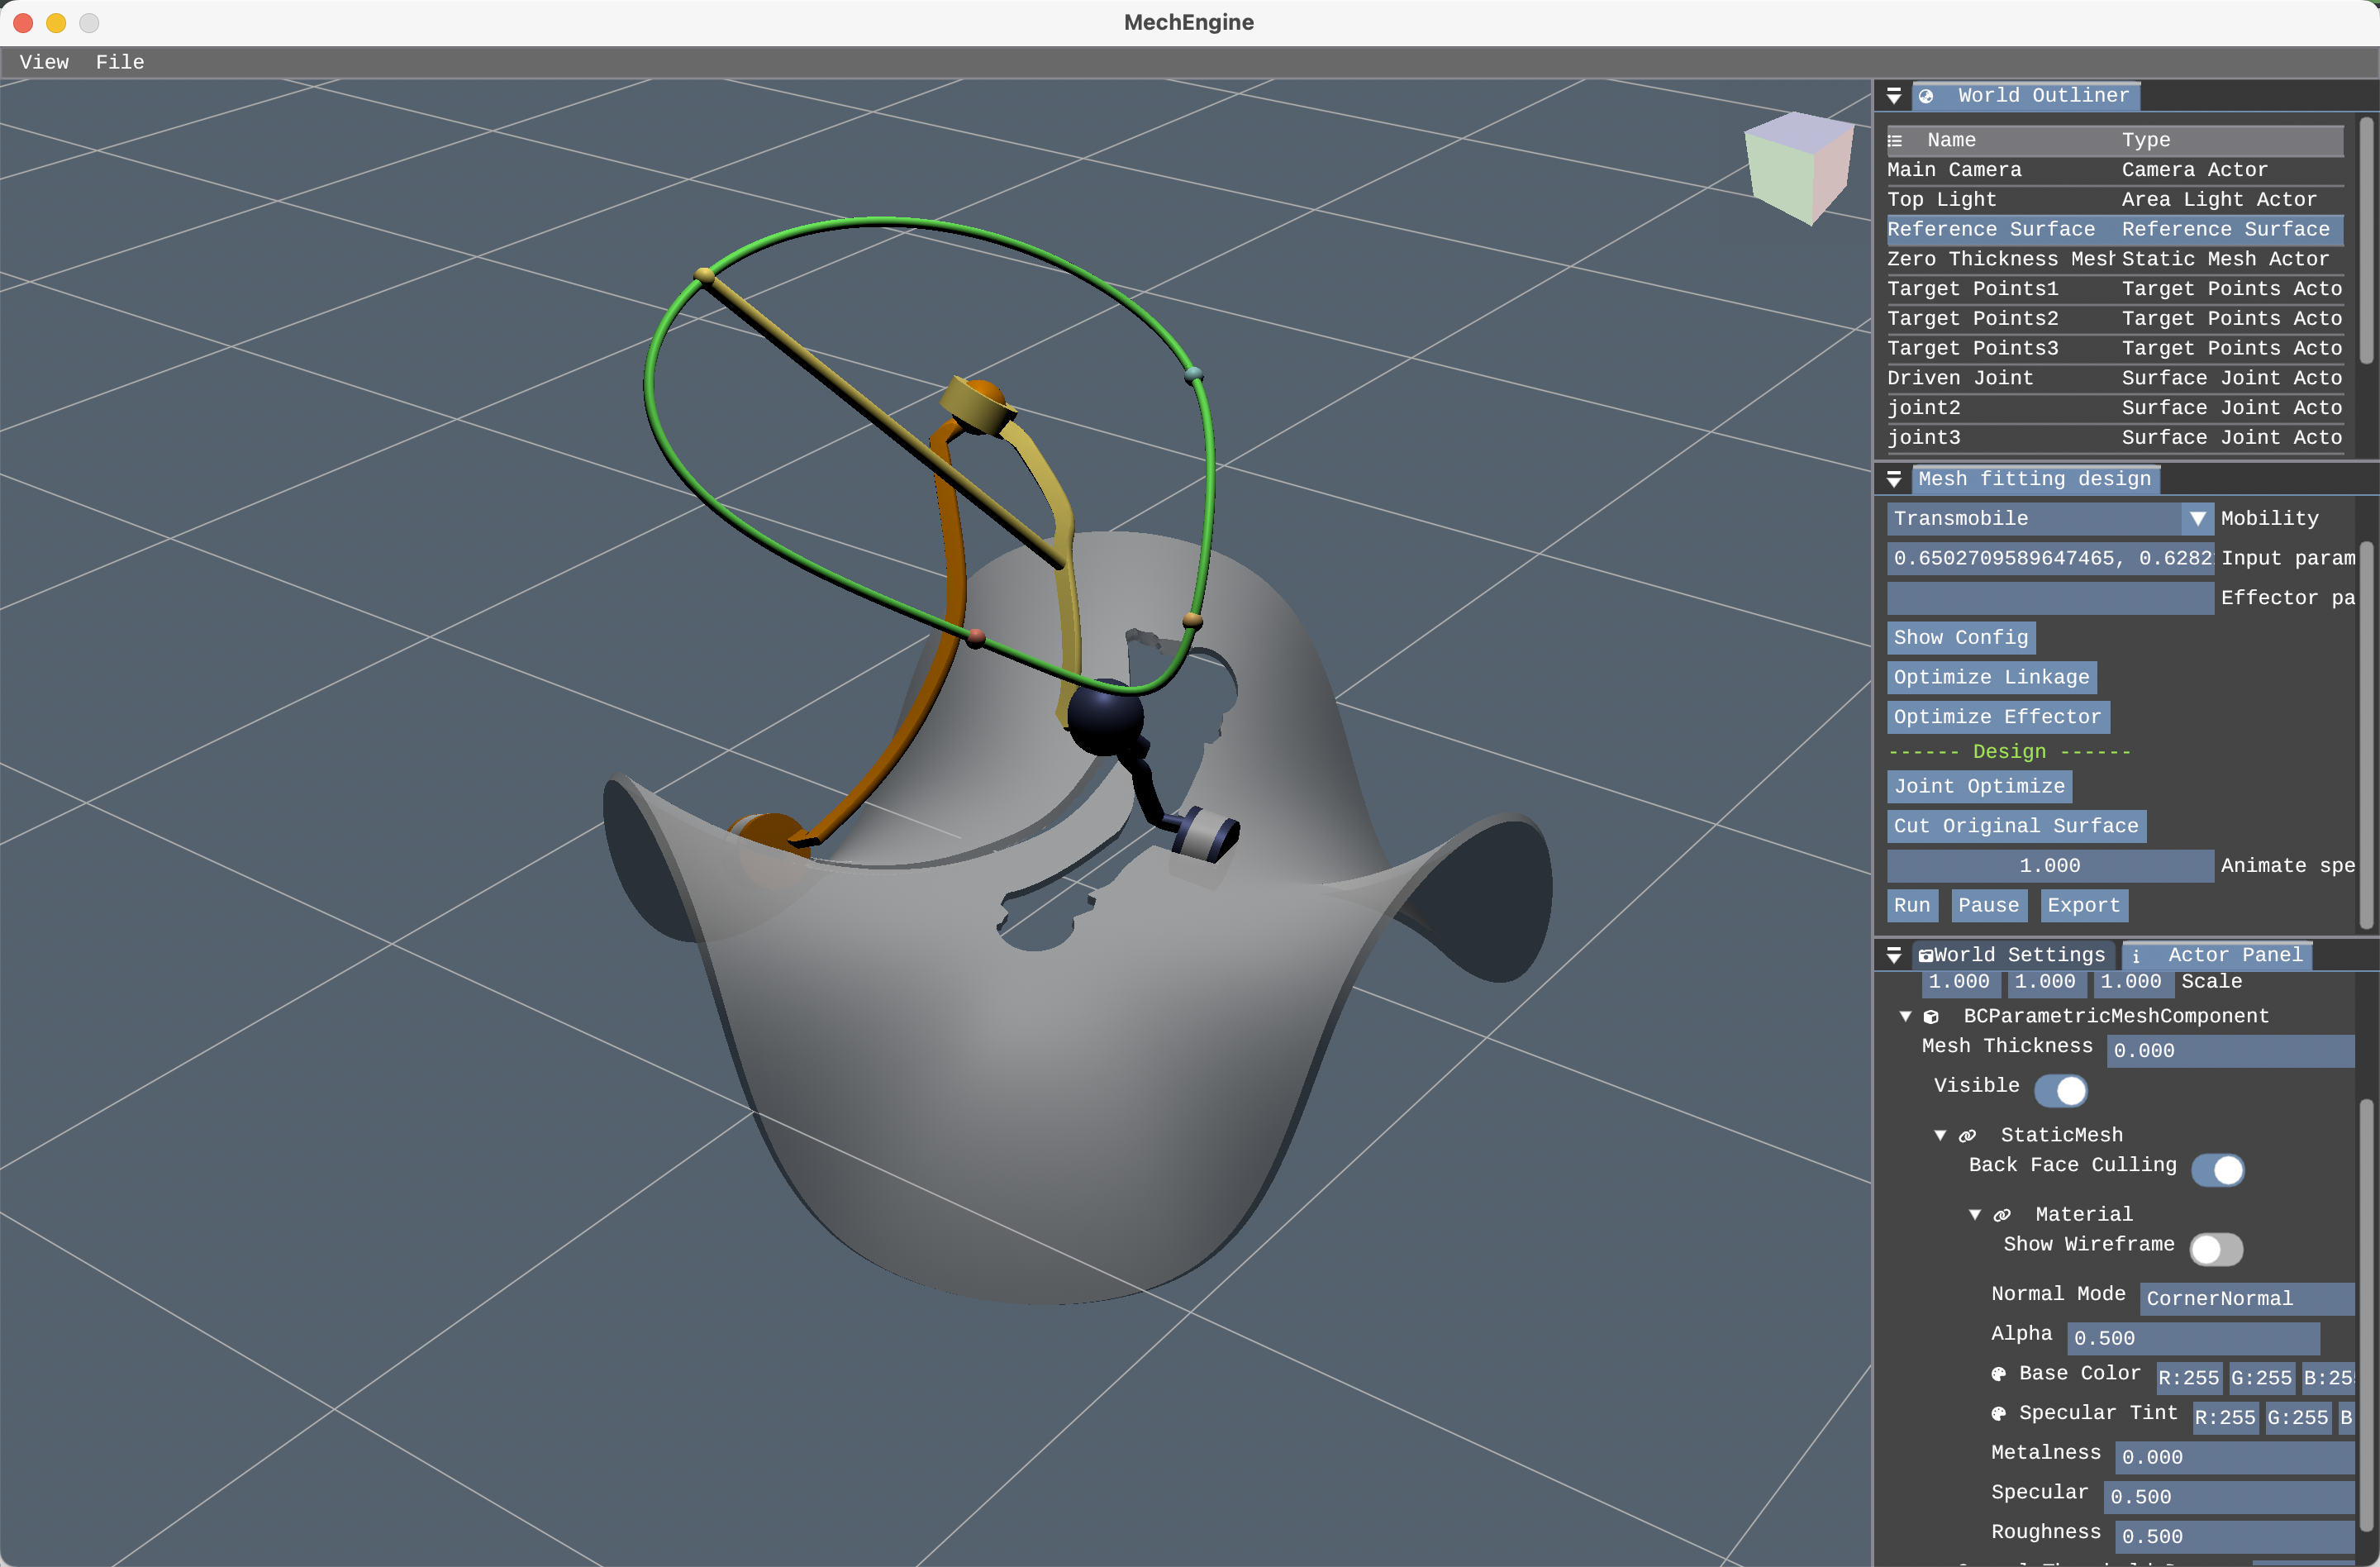 MechEngine
View File
World Outliner
Name Type
Main Camera Camera Actor
Top Light Area Light Actor
Reference Surface Reference Surface
Zero Thickness Mesh Static Mesh Actor
Target Points1 Target Points Acto
Target Points2 Target Points Acto
Target Points3 Target Points Acto
Driven Joint Surface Joint Acto
joint2 Surface Joint Acto
joint3 Surface Joint Acto
Mesh fitting design
Transmobile Mobility
0.6502709589647465, 0.6282 Input param
Effector pa
Show Config
Optimize Linkage
Optimize Effector
------ Design ------
Joint Optimize
Cut Original Surface
1.000 Animate spe
Run Pause Export
World Settings i Actor Panel
1.000 1.000 1.000 Scale
BCParametricMeshComponent
Mesh Thickness 0.000
Visible
StaticMesh
Back Face Culling
Material
Show Wireframe
Normal Mode CornerNormal
Alpha 0.500
Base Color R:255 G:255 B:255
Specular Tint R:255 G:255 B
Metalness 0.000
Specular 0.500
Roughness 0.500